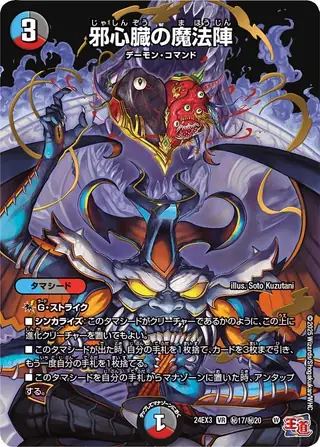 じゃしんぞう まほうじん
3
邪心臓の魔法陣
デーモン・コマンド
タマシード
illus. Soto Kuzutani
G・ストライク
■シンカライズ：このタマシードがクリーチャーであるかのように、この上に
進化クリーチャーを置いてもよい。
■このタマシードが出た時、自分の手札を1枚捨て、カードを3枚まで引き、
もう一度自分の手札を1枚捨てる。
■このタマシードを自分の手札からマナゾーンに置いた時、アンタップ
する。
1
24EX3 VR 17/20 W
王道